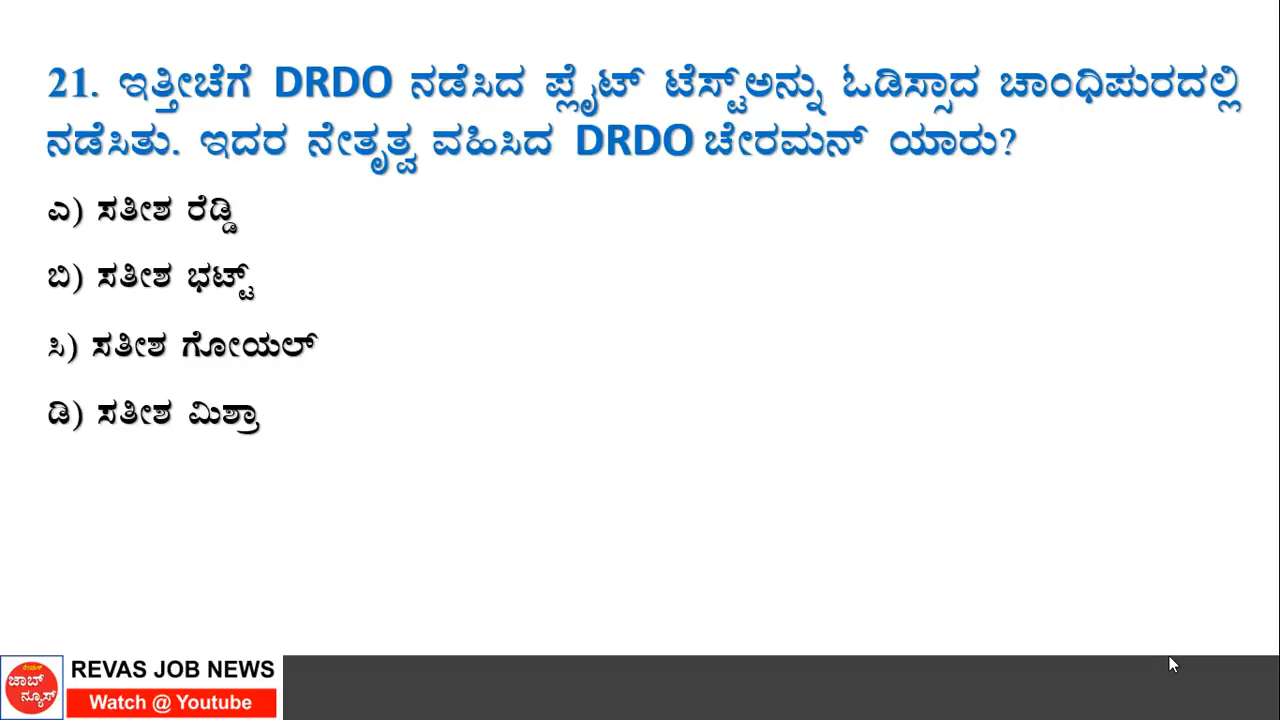 21. ಇತ್ತೀಚೆಗೆ DRDO ನಡೆಸಿದ ಪ್ಲೈಟ್ ಟೆಸ್ಟ್‌ಅನ್ನು ಓಡಿಸ್ಸಾದ ಚಾಂಧಿಪುರದಲ್ಲಿ
ನಡೆಸಿತು. ಇದರ ನೇತೃತ್ವ ವಹಿಸಿದ DRDO ಚೇರಮನ್ ಯಾರು?
ಎ) ಸತೀಶ ರೆಡ್ಡಿ
ಬಿ) ಸತೀಶ ಭಟ್ಟ್
ಸಿ) ಸತೀಶ ಗೋಯಲ್
ಡಿ) ಸತೀಶ ಮಿಶ್ರಾ
ರೇವಾಸ್
ಜಾಬ್
ನ್ಯೂಸ್
REVAS JOB NEWS
Watch @ Youtube